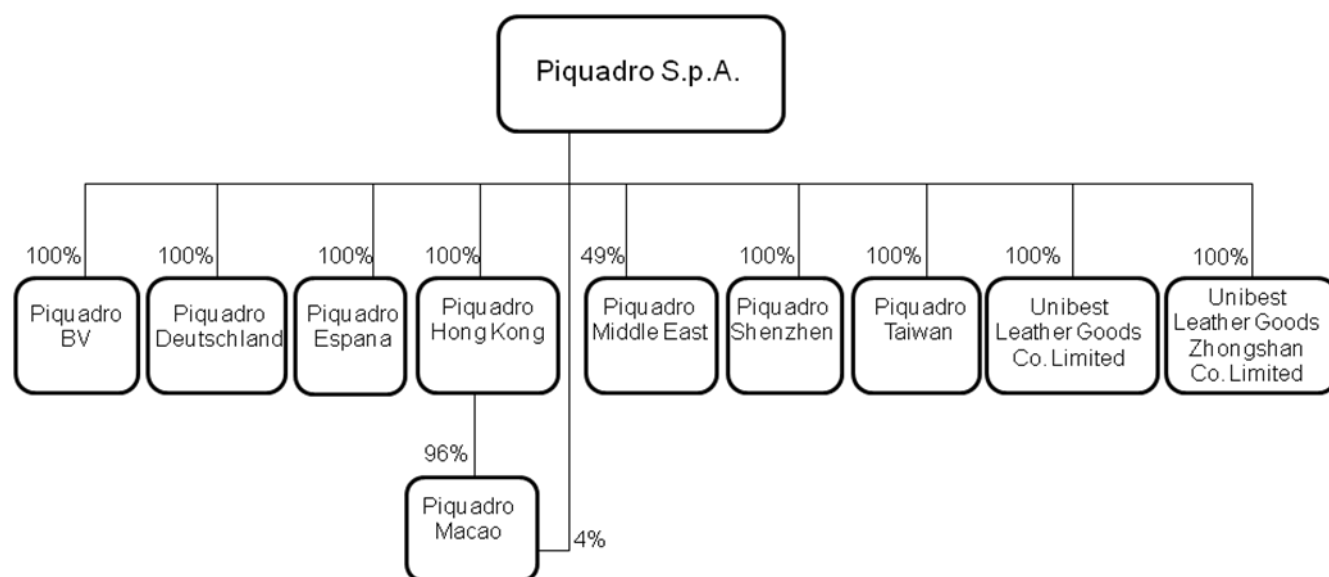 Piquadro S.p.A.
100%
100%
100%
100%
49%
100%
100%
100%
100%
Piquadro
BV
Piquadro
Deutschland
Piquadro
Espana
Piquadro
Hong Kong
Piquadro
Middle East
Piquadro
Shenzhen
Piquadro
Taiwan
Unibest
Leather Goods
Co. Limited
Unibest
Leather Goods
Zhongshan
Co. Limited
96%
Piquadro
Macao
4%